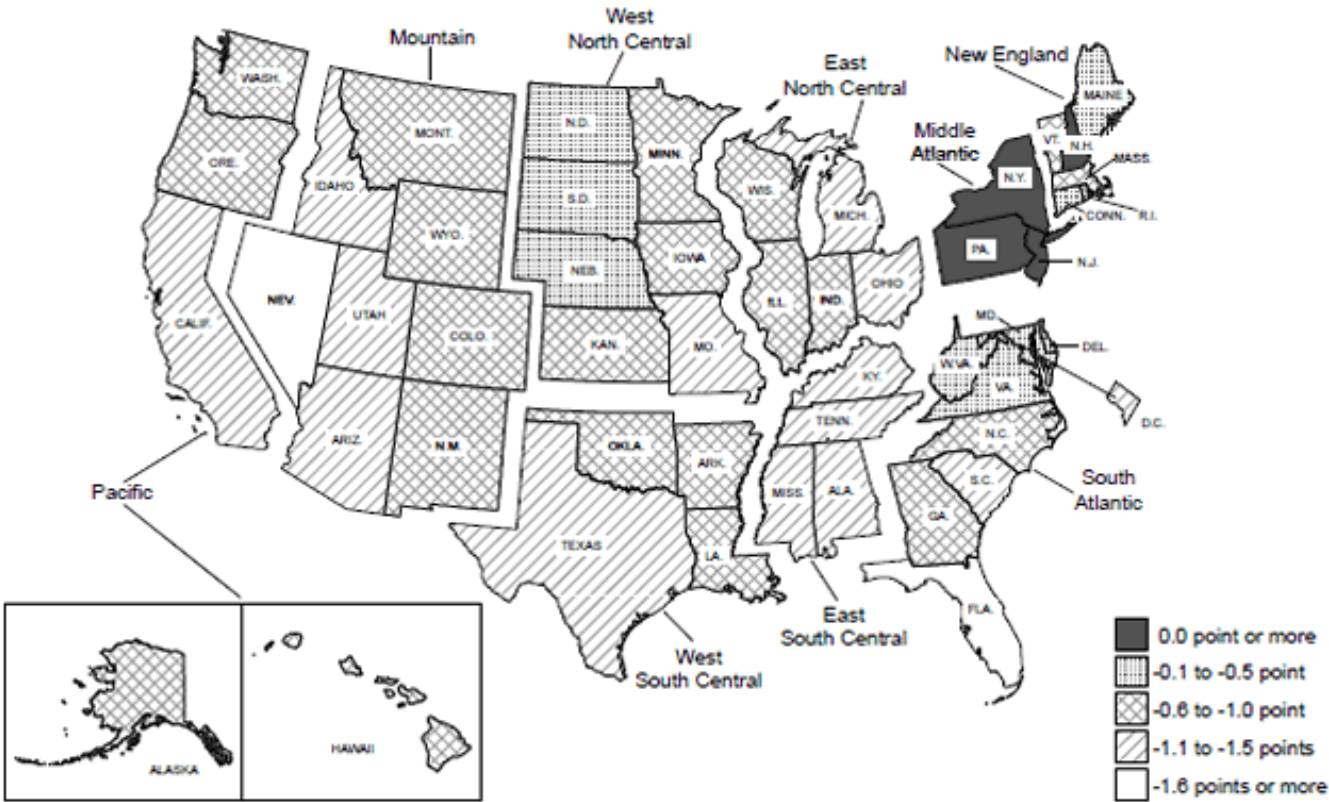 West
North Central
Mountain
New England
East
North Central
Middle
Atlantic
WASH.
MAINE
MONT.
N.D.
MINN.
VT.
N.H.
MASS.
ORE.
IDAHO
WIS.
N.Y.
S.D.
MICH.
CONN.
R.I.
WYO.
IOWA
PA.
NEB.
N.J.
NEV.
ILL.
IND.
OHIO
UTAH
COLO.
MD.
CALIF.
KAN.
MO.
DEL.
W.VA.
KY.
VA.
TENN.
D.C.
ARIZ.
N.M.
OKLA.
ARK.
N.C.
S.C.
South
Atlantic
Pacific
MISS.
ALA.
GA.
TEXAS
LA.
FLA.
East
South Central
West
South Central
HAWAII
ALASKA
0.0 point or more
-0.1 to -0.5 point
-0.6 to -1.0 point
-1.1 to -1.5 points
-1.6 points or more